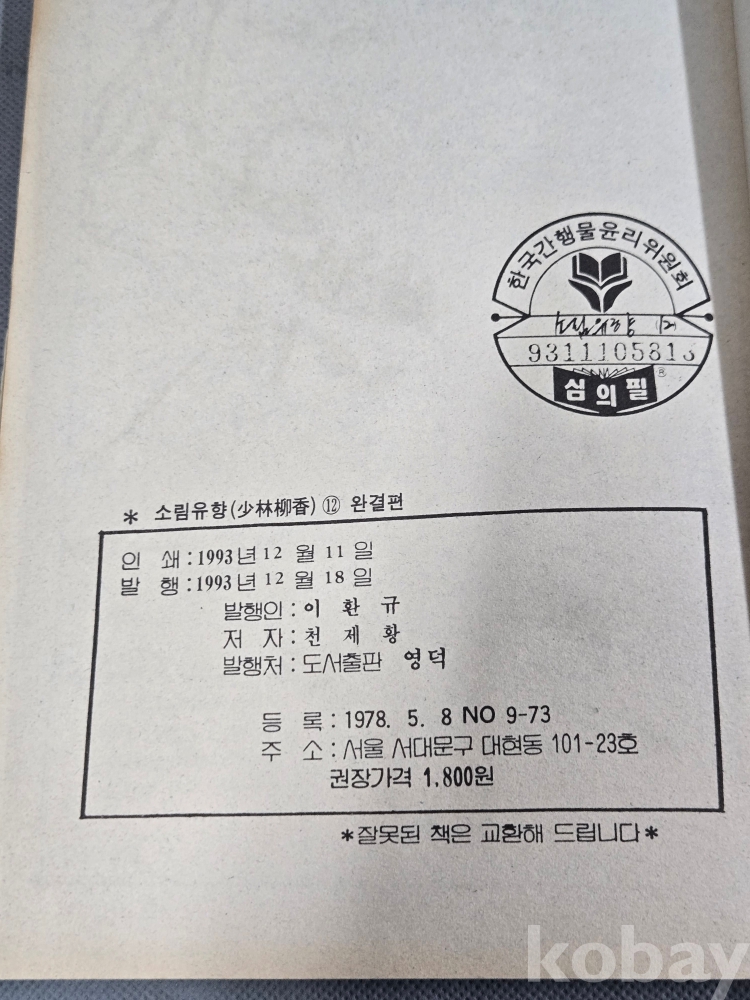 한국간행물윤리위원회
9311105813
심의필
* 소림유향(少林柳香) ⑫ 완결편
인 쇄 : 1993년 12 월 11 일
발 행 : 1993년 12 월 18 일
발행인 : 이 환 규
저 자 : 천 제 황
발행처 : 도서출판 영덕
등 록 : 1978. 5. 8 NO 9-73
주 소 : 서울 서대문구 대현동 101-23호
권장가격 1,800원
*잘못된 책은 교환해 드립니다*
kobay